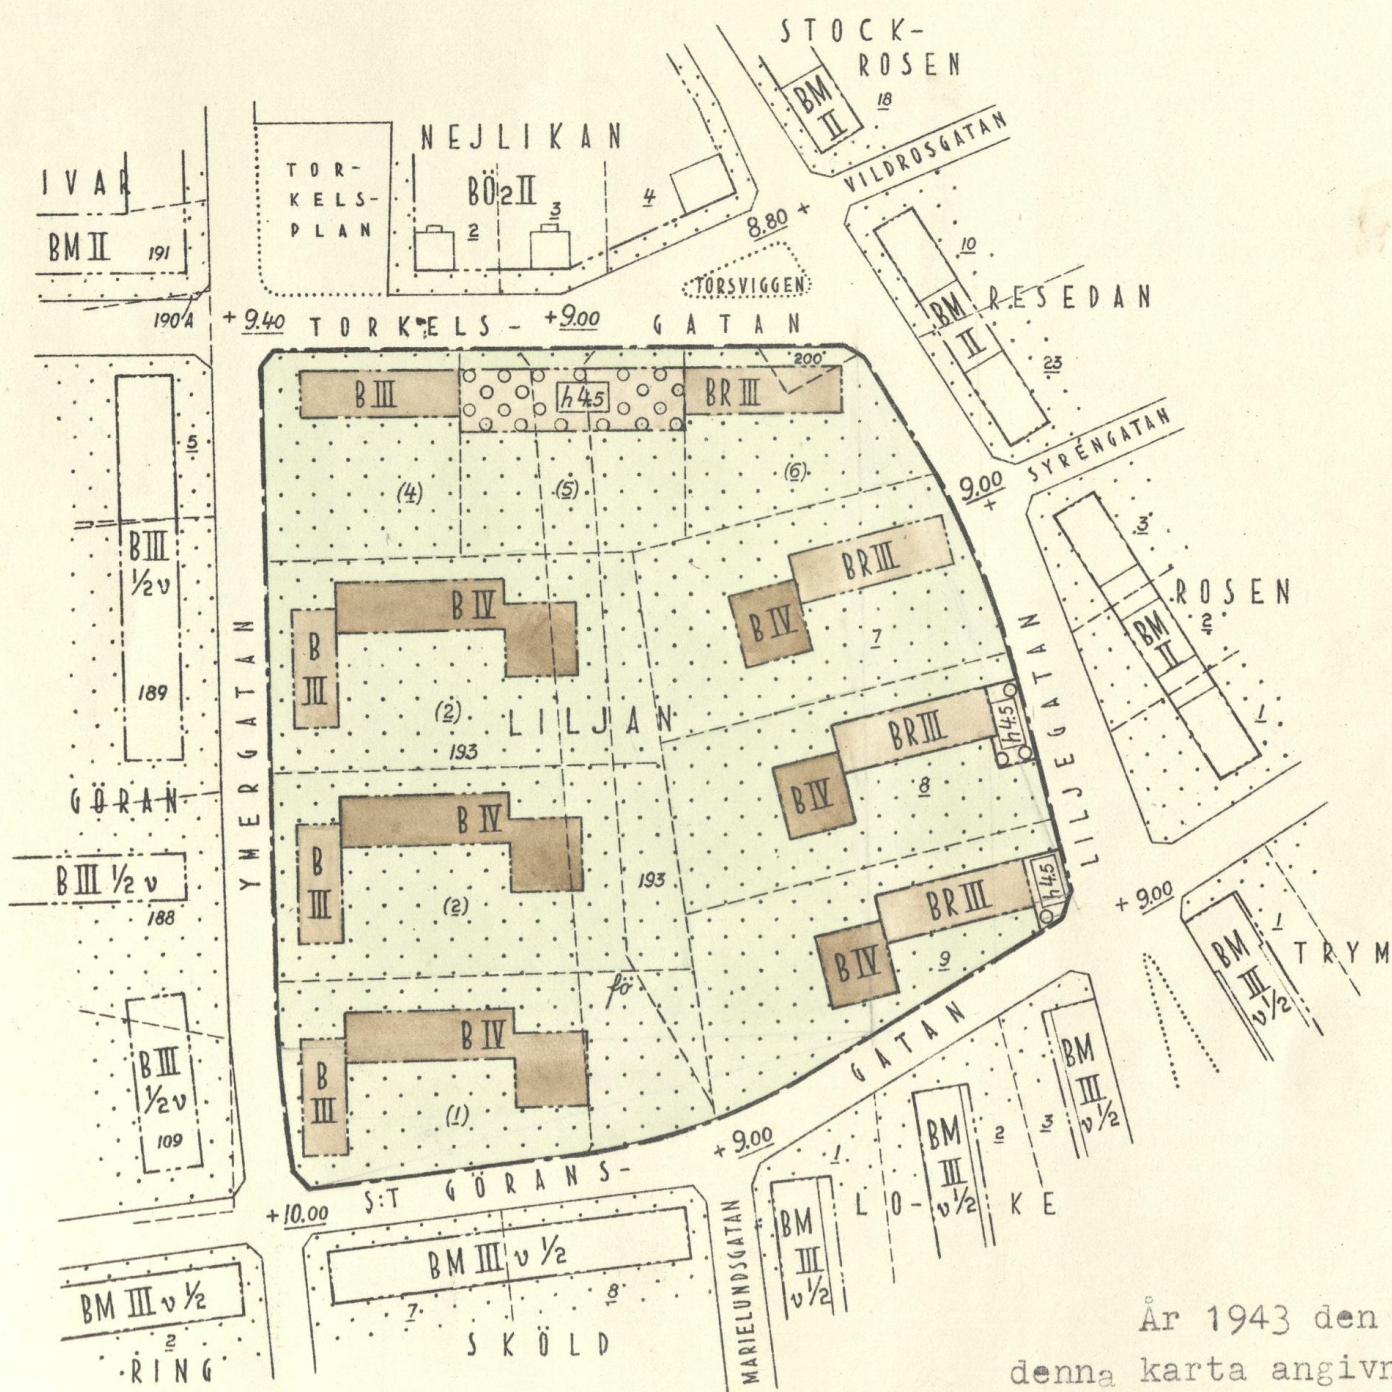 STOCK-
ROSEN
BM
II
18
VILDROSGATAN
NEJLIKAN
BÖ2II
2
3
4
TOR-
KELS-
PLAN
IVAR
BM II
191
190A
8.80 +
TORSVIGGEN
10
RESEDAN
BM
II
23
+ 9.40 TORKELS- +9.00 GATAN
200
B III
h 4.5
BR III
(4)
(5)
(6)
9.00
+
SYRÉNGATAN
5
B III
½ v
189
GÖRAN
B III ½ v
188
B III
½ v
109
YMERGATAN
B
III
B IV
(2)
LILJAN
193
BR III
B IV
7
3
ROSEN
2
BM
II
1
LILJEGATAN
BR III
h 4.5
B IV
8
B
III
B IV
(2)
193
BR III
h 4.5
B IV
9
+ 9.00
fö
B
III
B IV
(1)
1
TRYM
BM
III
v ½
S:T GÖRANS-
GATAN
+ 9.00
+10.00
BM III v ½
7
8
SKÖLD
BM III v ½
2
RING
MARIELUNDSGATAN
1
BM
III
v ½
LO-
KE
BM
III
v ½
2
3
BM
III
v ½
År 1943 den
denna karta angivn